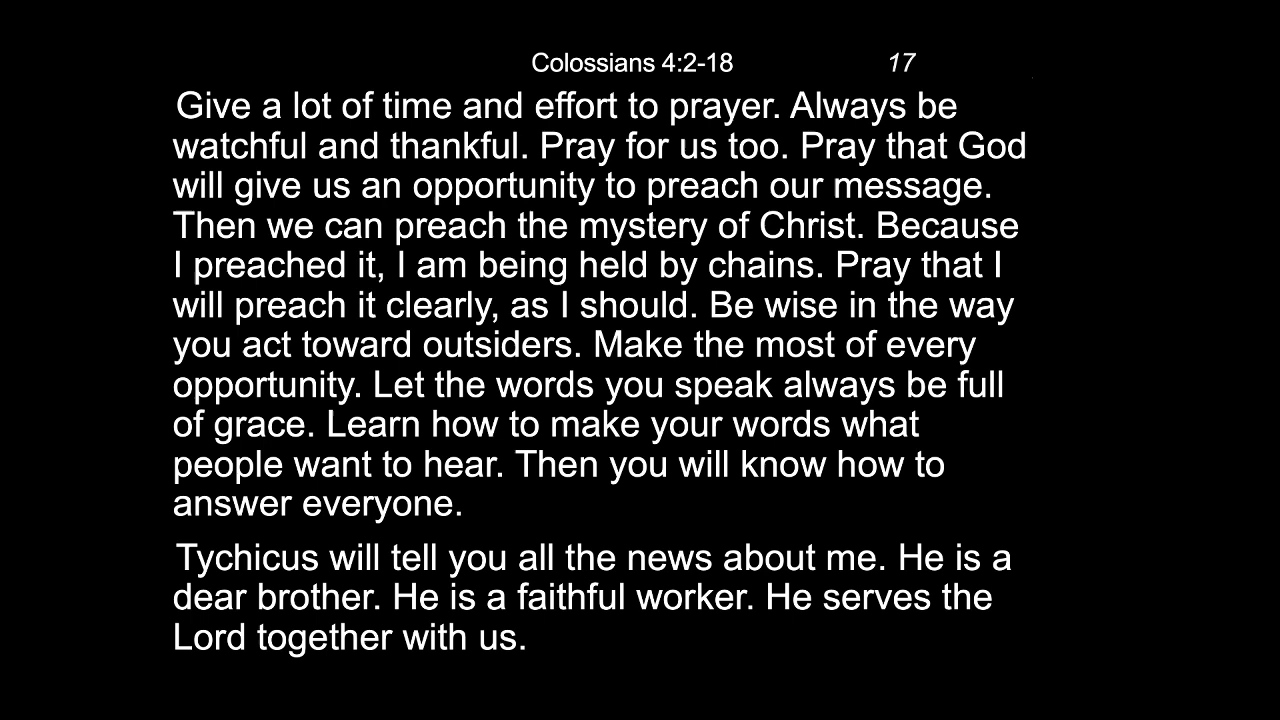 Colossians 4:2-18 17
Give a lot of time and effort to prayer. Always be
watchful and thankful. Pray for us too. Pray that God
will give us an opportunity to preach our message.
Then we can preach the mystery of Christ. Because
I preached it, I am being held by chains. Pray that I
will preach it clearly, as I should. Be wise in the way
you act toward outsiders. Make the most of every
opportunity. Let the words you speak always be full
of grace. Learn how to make your words what
people want to hear. Then you will know how to
answer everyone.
Tychicus will tell you all the news about me. He is a
dear brother. He is a faithful worker. He serves the
Lord together with us.